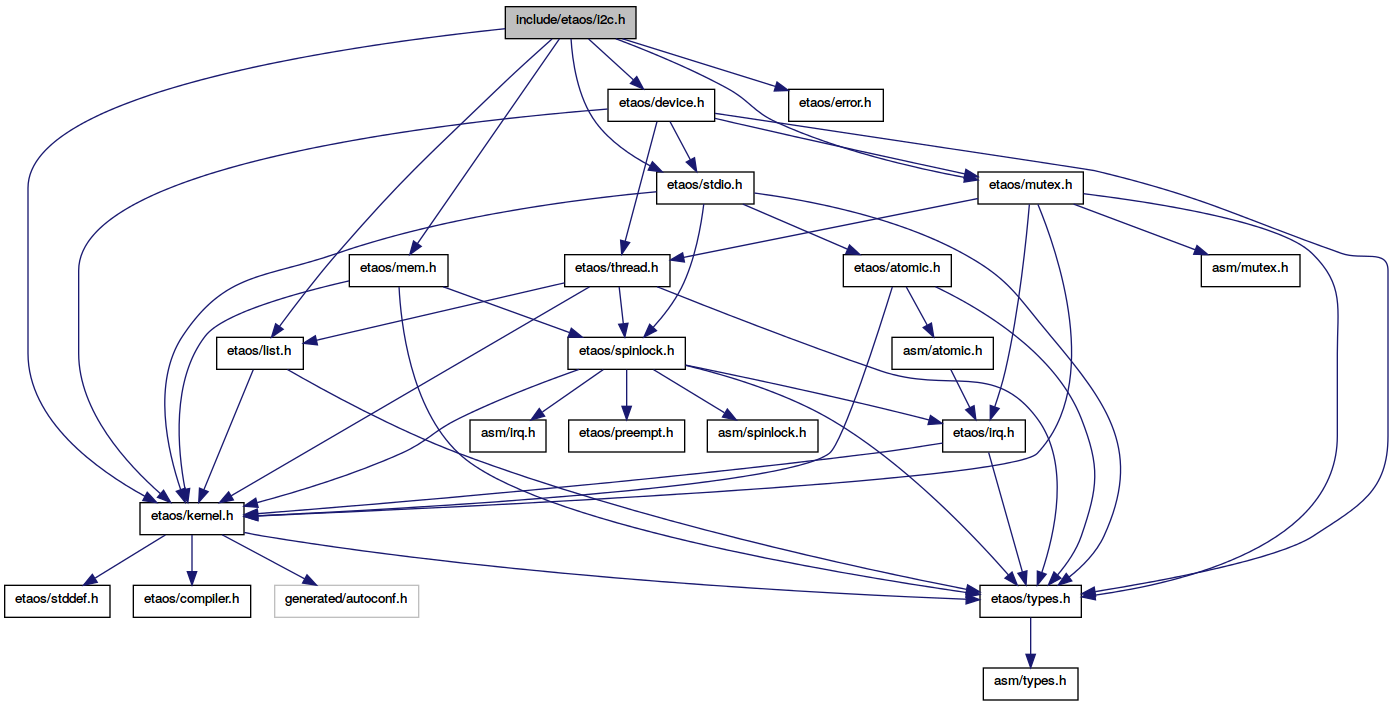 include/etaos/i2c.h
etaos/device.h
etaos/error.h
etaos/stdio.h
etaos/mutex.h
etaos/mem.h
etaos/thread.h
etaos/atomic.h
asm/mutex.h
etaos/list.h
etaos/spinlock.h
asm/atomic.h
asm/irq.h
etaos/preempt.h
asm/spinlock.h
etaos/irq.h
etaos/kernel.h
etaos/stddef.h
etaos/compiler.h
generated/autoconf.h
etaos/types.h
asm/types.h